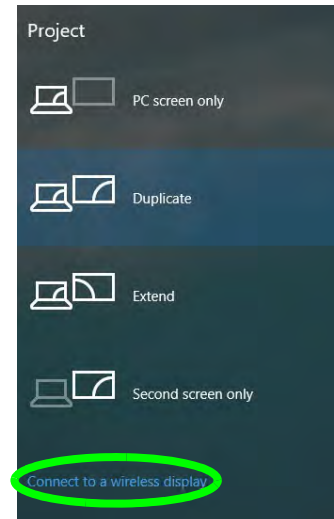 Project
PC screen only
Duplicate
Extend
Second screen only
Connect to a wireless display